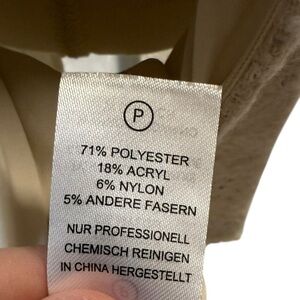 P
71% POLYESTER
18% ACRYL
6% NYLON
5% ANDERE FASERN
NUR PROFESSIONELL
CHEMISCH REINIGEN
IN CHINA HERGESTELLT